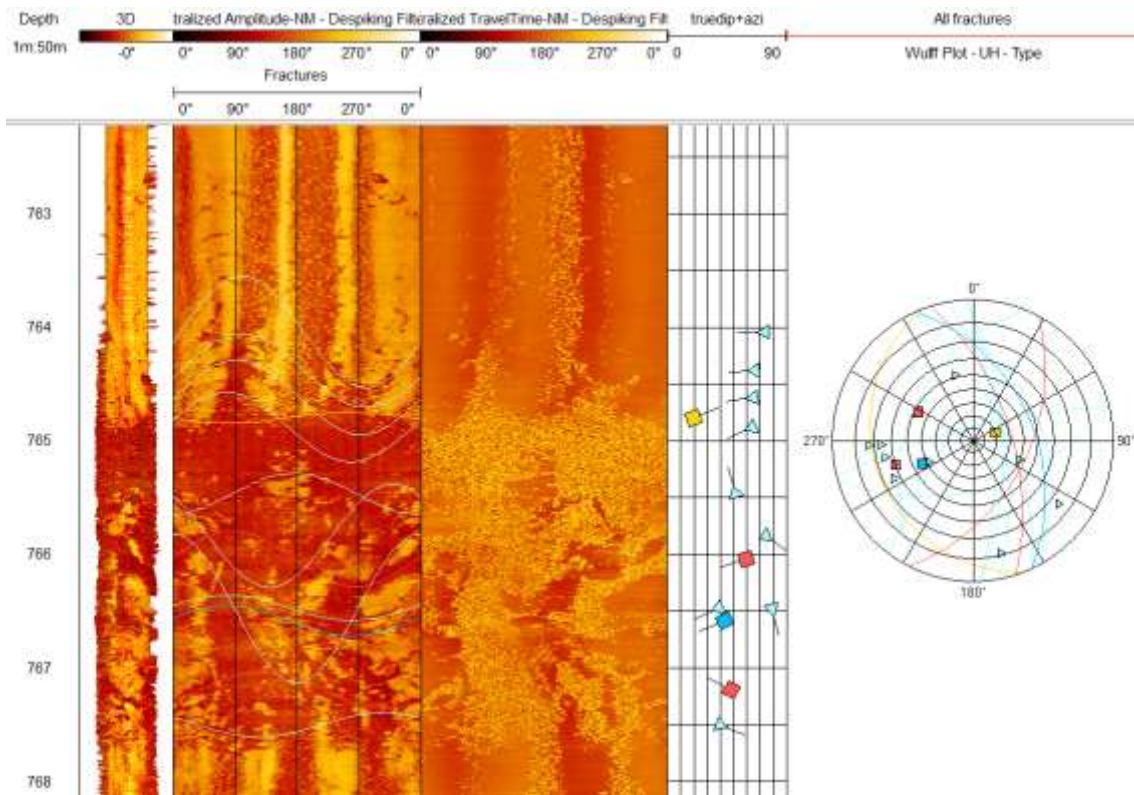 Depth 3D tralized Amplitude-NM - Despiking Filt eralized TravelTime-NM - Despiking Filt truedip+azi All fractures
1m:50m -0° 0° 90° 180° 270° 0° 0° 90° 180° 270° 0° 0 90 Wulff Plot - UH - Type
Fractures
0° 90° 180° 270° 0°
763
764
0°
765
270° 90°
766
180°
767
768